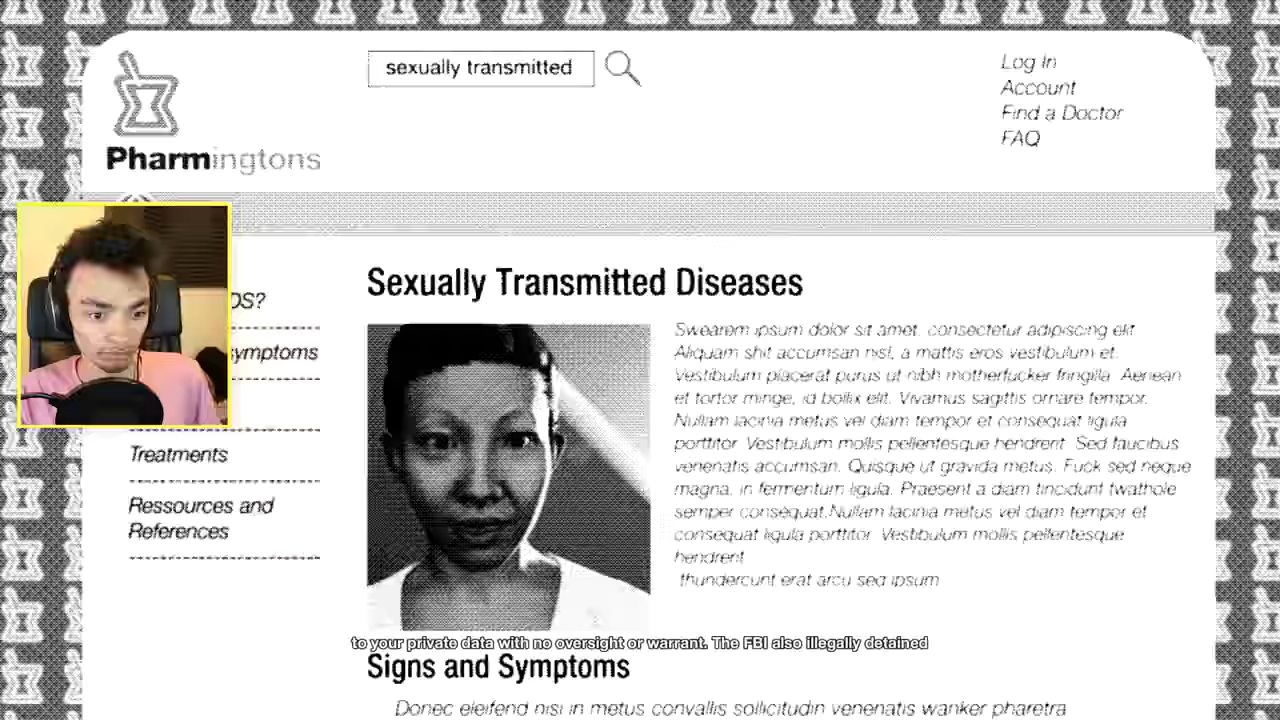 sexually transmitted
Log In
Account
Find a Doctor
FAQ
Pharmingtons
DS?
symptoms
Treatments
Ressources and
References
Sexually Transmitted Diseases
Swearem ipsum dolor sit amet, consectetur adipiscing elit
Aliquam shit accumsan nisl, a mattis eros vestibulum et.
Vestibulum placerat purus ut nibh motherfucker fringilla. Aenean
et tortor minge, id bollix elit. Vivamus sagittis ornare tempor.
Nullam lacinia metus vel diam tempor et consequat ligula
porttitor. Vestibulum mollis pellentesque hendrerit. Sed faucibus
venenatis accumsan. Quisque ut gravida metus. Fuck sed neque
magna, in fermentum ligula. Praesent a diam tincidunt twathole
semper consequat.Nullam lacinia metus vel diam tempor et
consequat ligula porttitor. Vestibulum mollis pellentesque
hendrerit
thundercunt erat arcu sed ipsum
to your private data with no oversight or warrant. The FBI also illegally detained
Signs and Symptoms
Donec eleifend ipsum metus convallis sollicitudin venenatis wanker pharetra